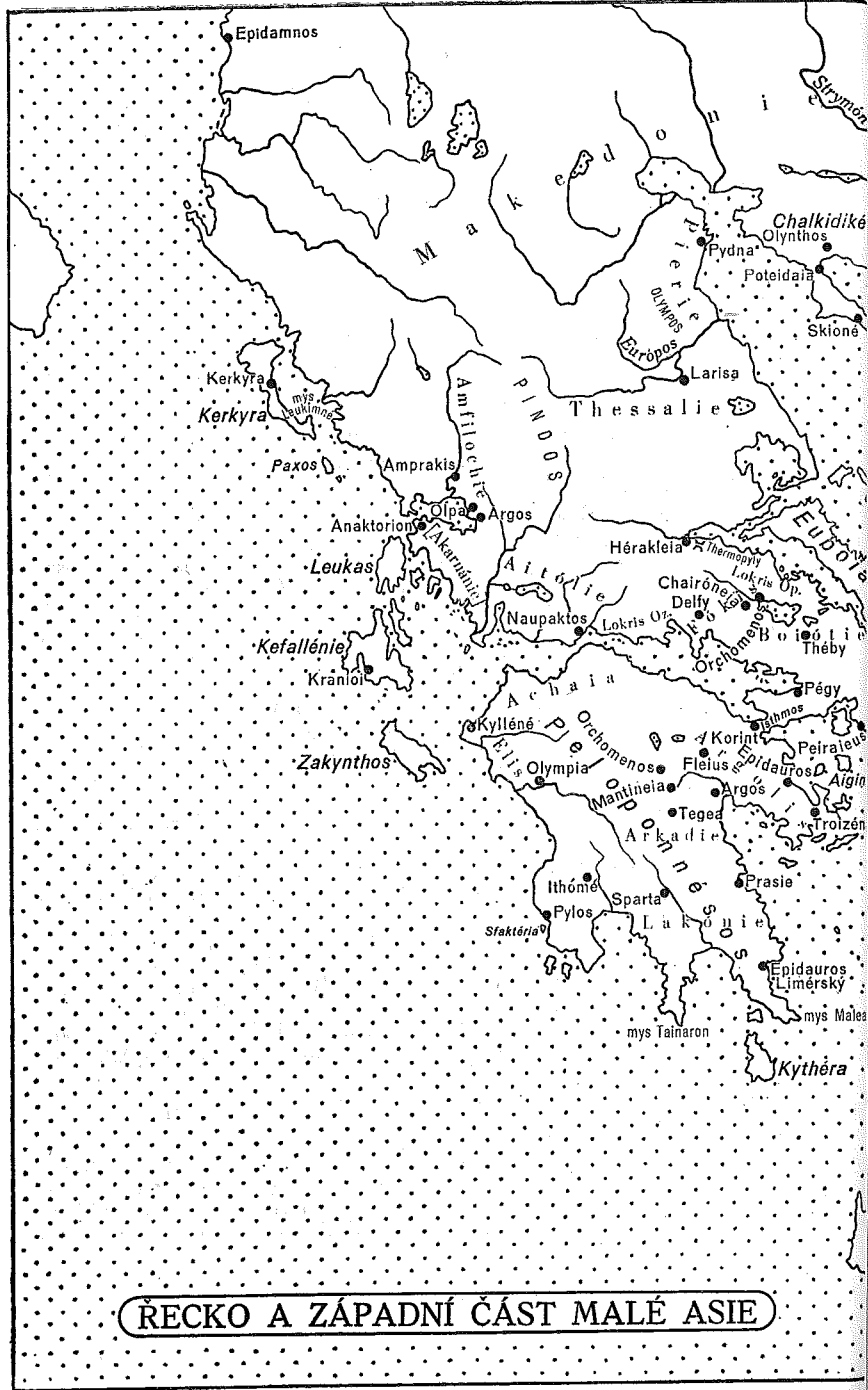 Epidamnos
Strymón
Makedonie
Chalkidiké
Olynthos
Pierie
Pydna
Poteidaia
OLYMPOS
Skióné
Európos
Larisa
Kerkyra
mys
Leukimné
Kerkyra
Amfilochie
PINDOS
Thessalie
Paxos
Amprakis
Olpa
Argos
Anaktorion
Akarnánie
Hérakleia
Thermopyly
Euboia
Leukas
Aitólie
Lokris Op.
Chairóneia
Delfy
Fókis
Naupaktos
Lokris Oz.
Orchomenos
Boiótie
Théby
Kefallénie
Kranioi
Achaia
Pégy
Kylléné
Isthmos
Korint
Peiraieus
Zakynthos
Elis
Orchomenos
Fleius
Epidauros
Aigin
Olympia
Peloponnésos
Mantineia
Argos
Argolis
Tegea
Troizén
Arkadie
Ithómé
Sparta
Prasie
Pylos
Sfaktéria
Lakónie
Epidauros
Limérský
mys Tainaron
mys Malea
Kythéra
ŘECKO A ZÁPADNÍ ČÁST MALÉ ASIE